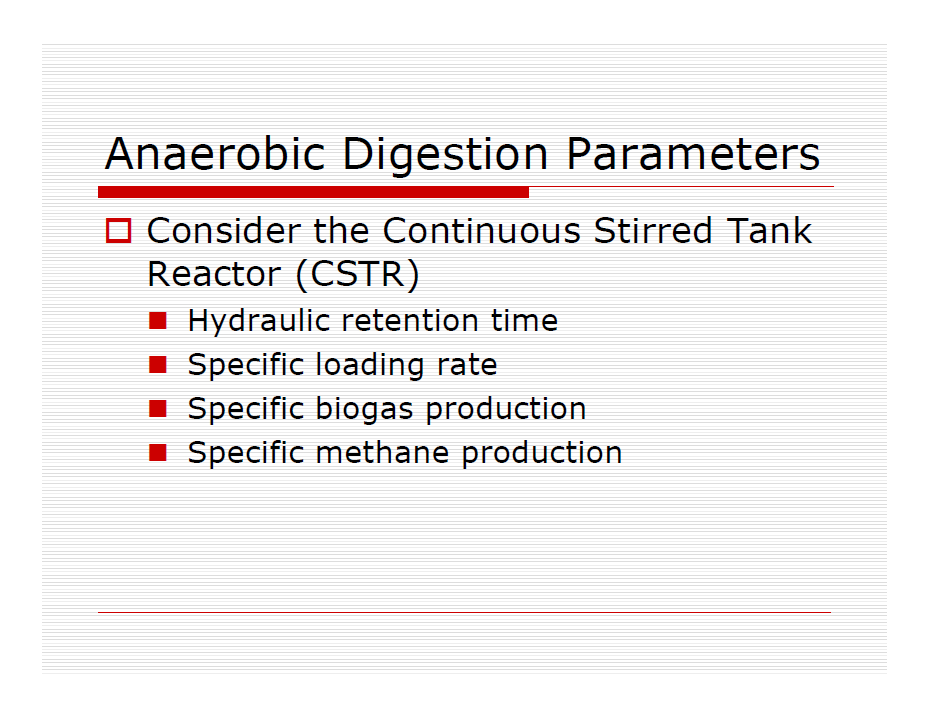 Anaerobic Digestion Parameters
Consider the Continuous Stirred Tank
Reactor (CSTR)
Hydraulic retention time
Specific loading rate
Specific biogas production
Specific methane production